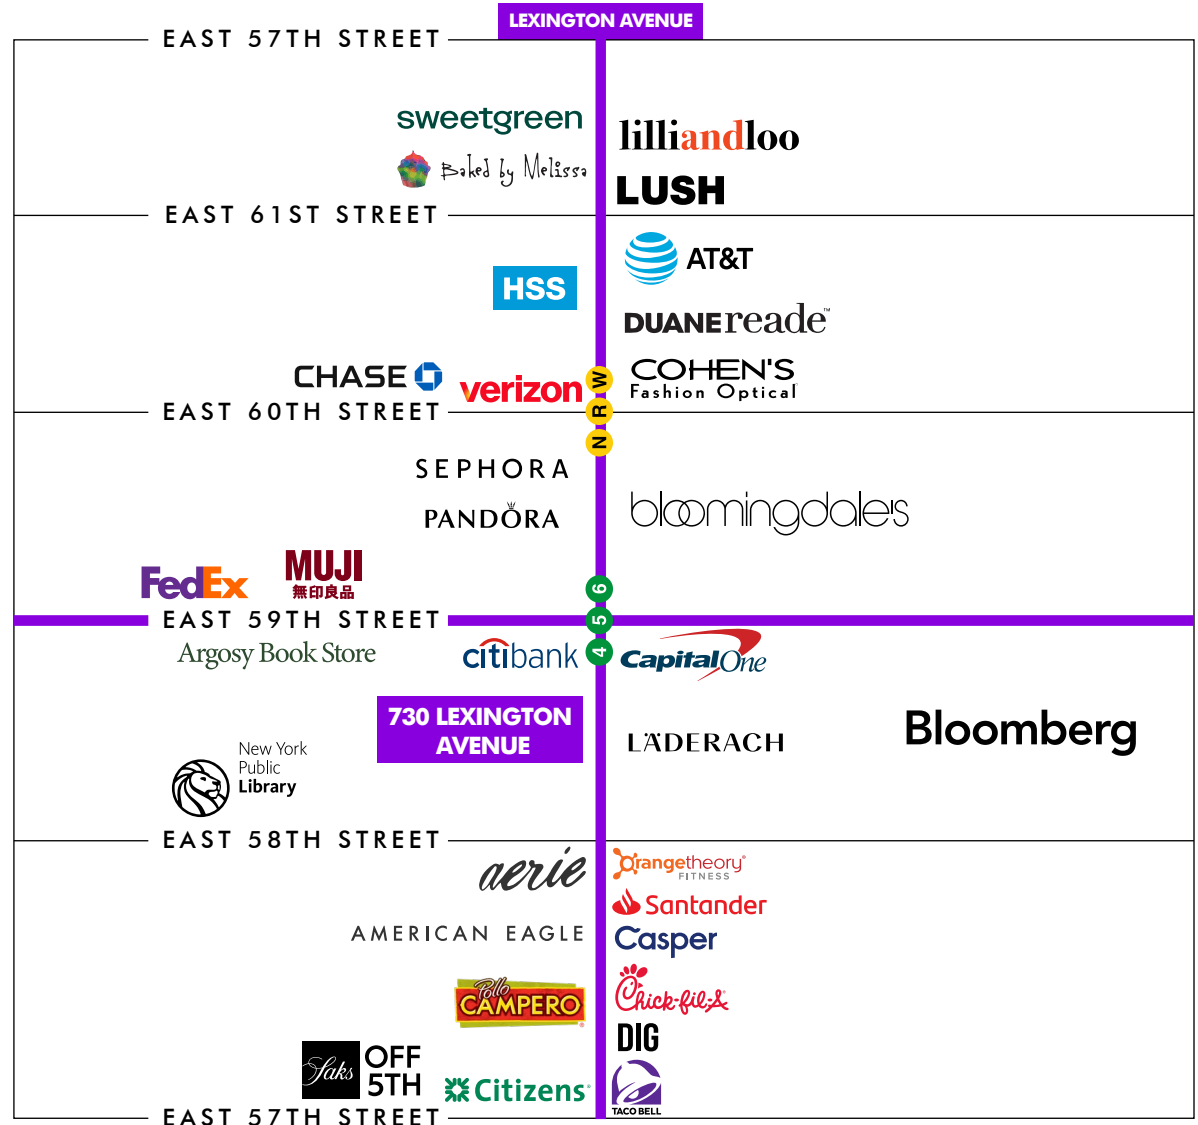 LEXINGTON AVENUE
EAST 57TH STREET
sweetgreen
lilliandloo
Baked by Melissa
LUSH
EAST 61ST STREET
AT&T
HSS
DUANEreade™
COHEN'S
Fashion Optical
CHASE
verizon
W
EAST 60TH STREET
R
N
SEPHORA
PANDORA
bloomingdale's
FedEx
MUJI
無印良品
6
EAST 59TH STREET
5
Argosy Book Store
citibank
4
CapitalOne
730 LEXINGTON
AVENUE
LÄDERACH
Bloomberg
New York
Public
Library
EAST 58TH STREET
aerie
Orangetheory®
FITNESS
Santander
AMERICAN EAGLE
Casper
Pollo
CAMPERO®
Chick-fil-A®
DIG
Saks
OFF
5TH
Citizens®
TACO BELL
EAST 57TH STREET